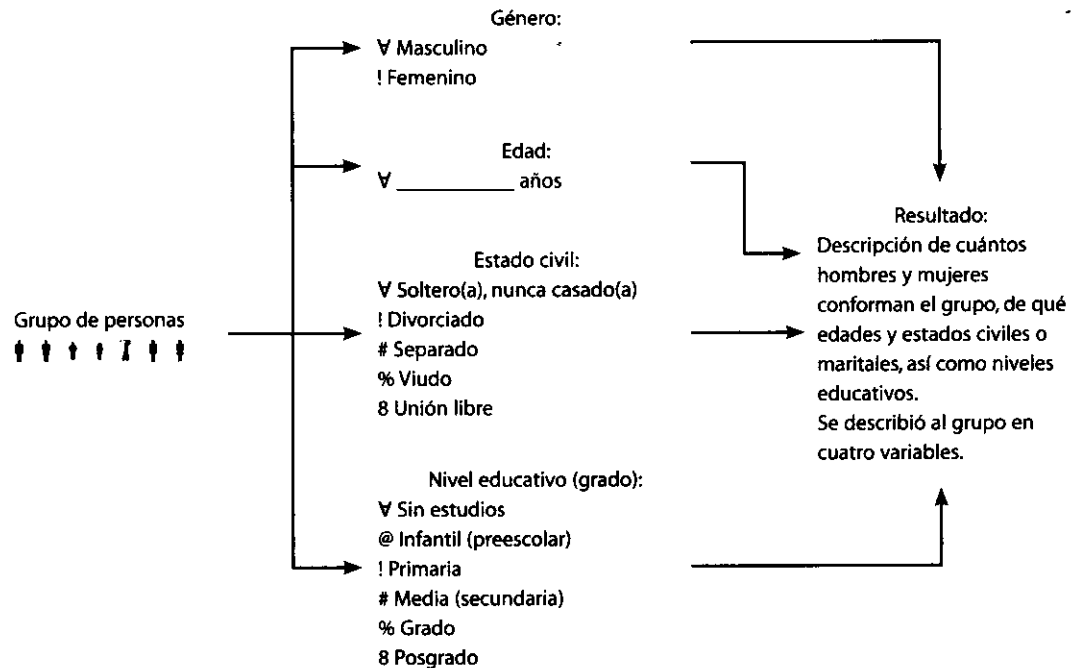 Género:
∀ Masculino
! Femenino
Edad:
∀ __________ años
Estado civil:
∀ Soltero(a), nunca casado(a)
! Divorciado
# Separado
% Viudo
8 Unión libre
Nivel educativo (grado):
∀ Sin estudios
@ Infantil (preescolar)
! Primaria
# Media (secundaria)
% Grado
8 Posgrado
Grupo de personas
Resultado:
Descripción de cuántos
hombres y mujeres
conforman el grupo, de qué
edades y estados civiles o
maritales, así como niveles
educativos.
Se describió al grupo en
cuatro variables.